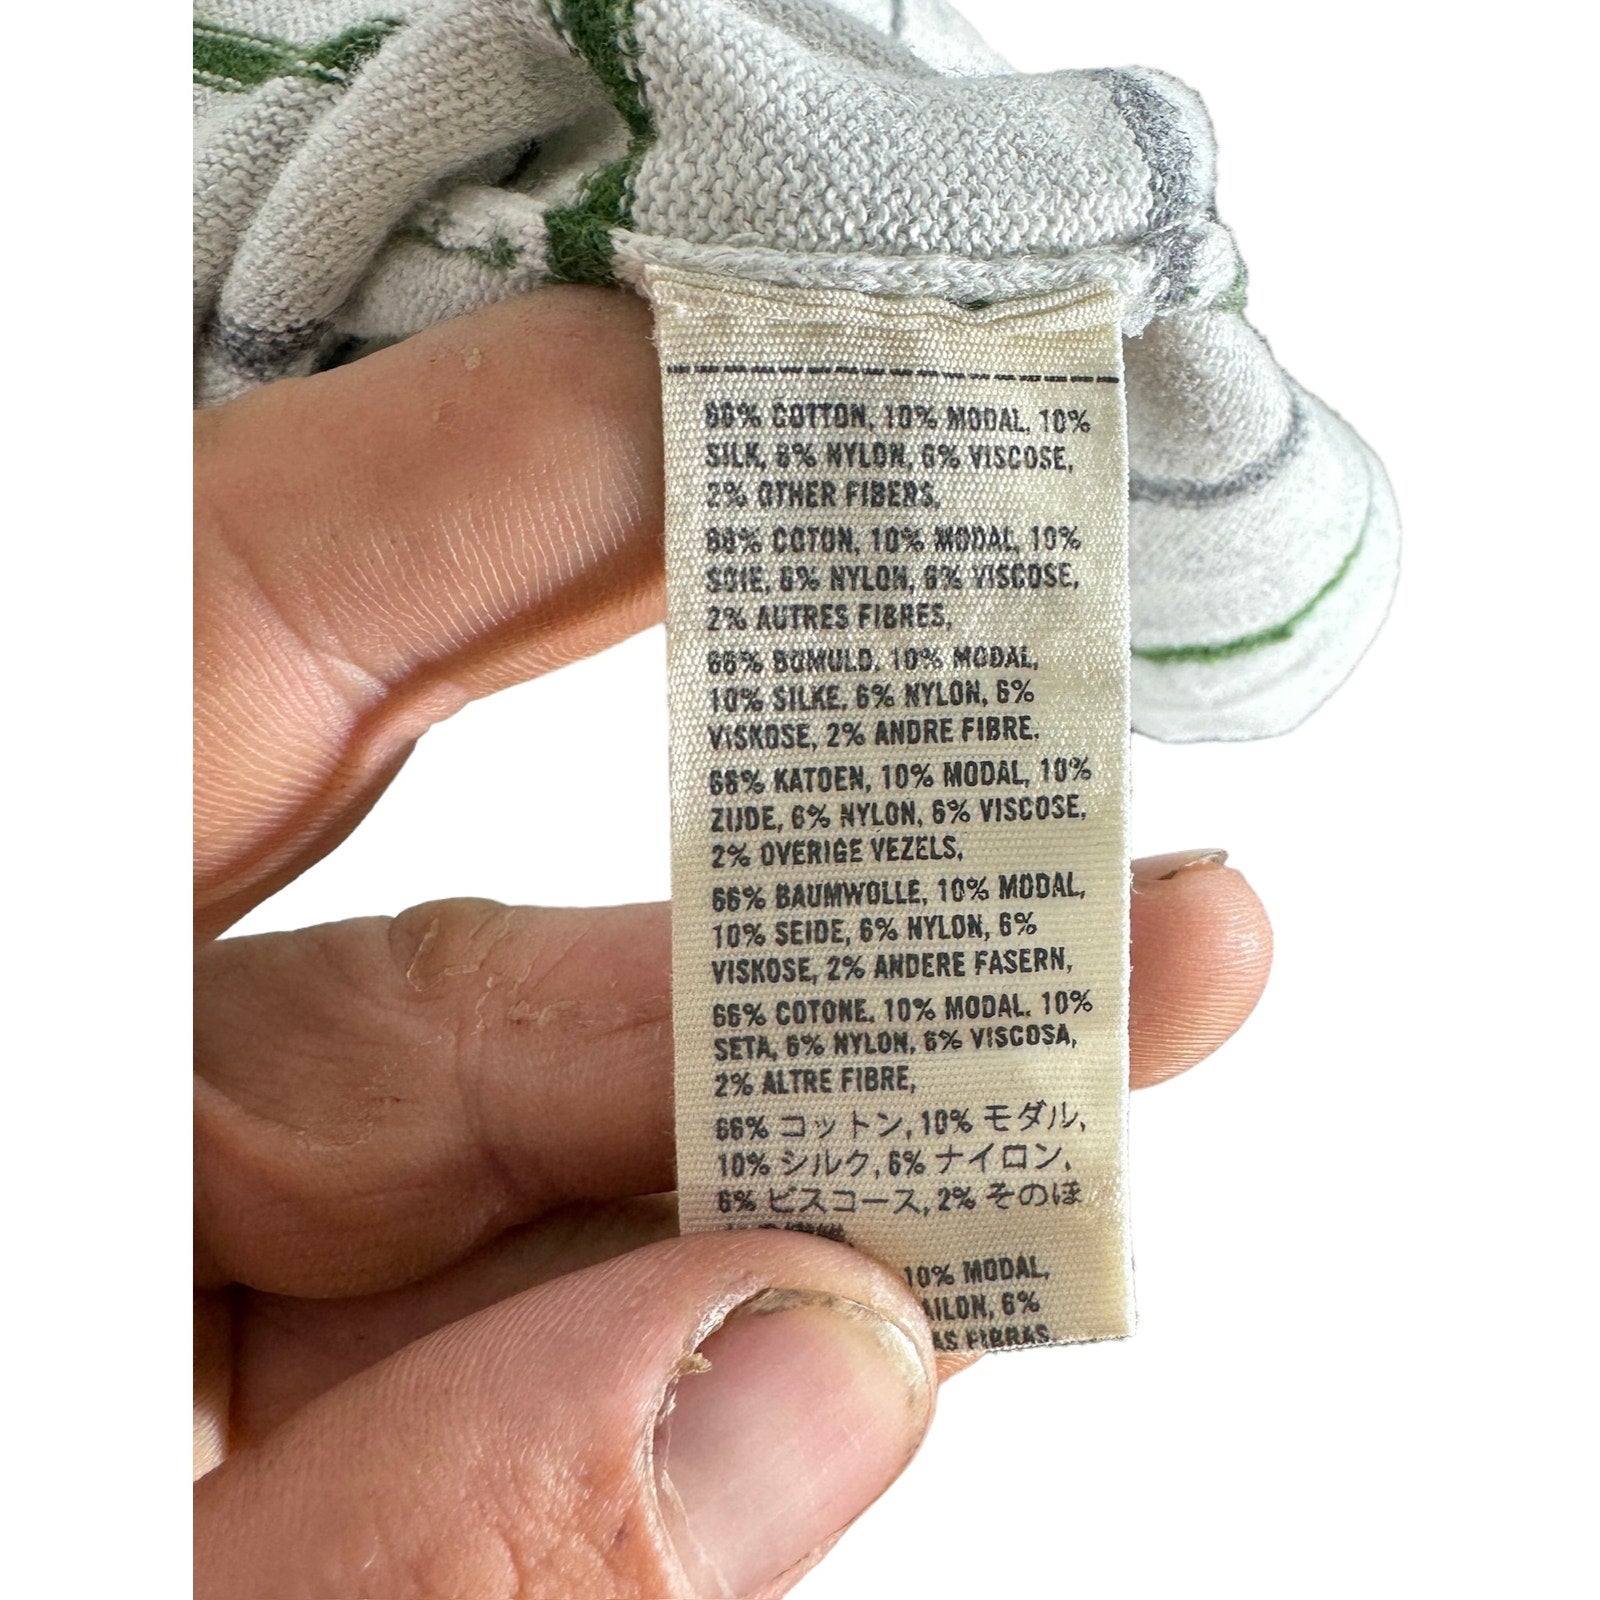 66% COTTON, 10% MODAL, 10%
SILK, 6% NYLON, 6% VISCOSE,
2% OTHER FIBERS,
66% COTON, 10% MODAL, 10%
SOIE, 6% NYLON, 6% VISCOSE,
2% AUTRES FIBRES,
66% BOMULD, 10% MODAL,
10% SILKE, 6% NYLON, 6%
VISKOSE, 2% ANDRE FIBRE,
66% KATOEN, 10% MODAL, 10%
ZIJDE, 6% NYLON, 6% VISCOSE,
2% OVERIGE VEZELS,
66% BAUMWOLLE, 10% MODAL,
10% SEIDE, 6% NYLON, 6%
VISKOSE, 2% ANDERE FASERN,
66% COTONE, 10% MODAL, 10%
SETA, 6% NYLON, 6% VISCOSA,
2% ALTRE FIBRE,
66% コットン, 10% モダル,
10% シルク, 6% ナイロン,
6% ビスコース, 2% そのほ
10% MODAL,
AILON, 6%
AS FIBRAS,